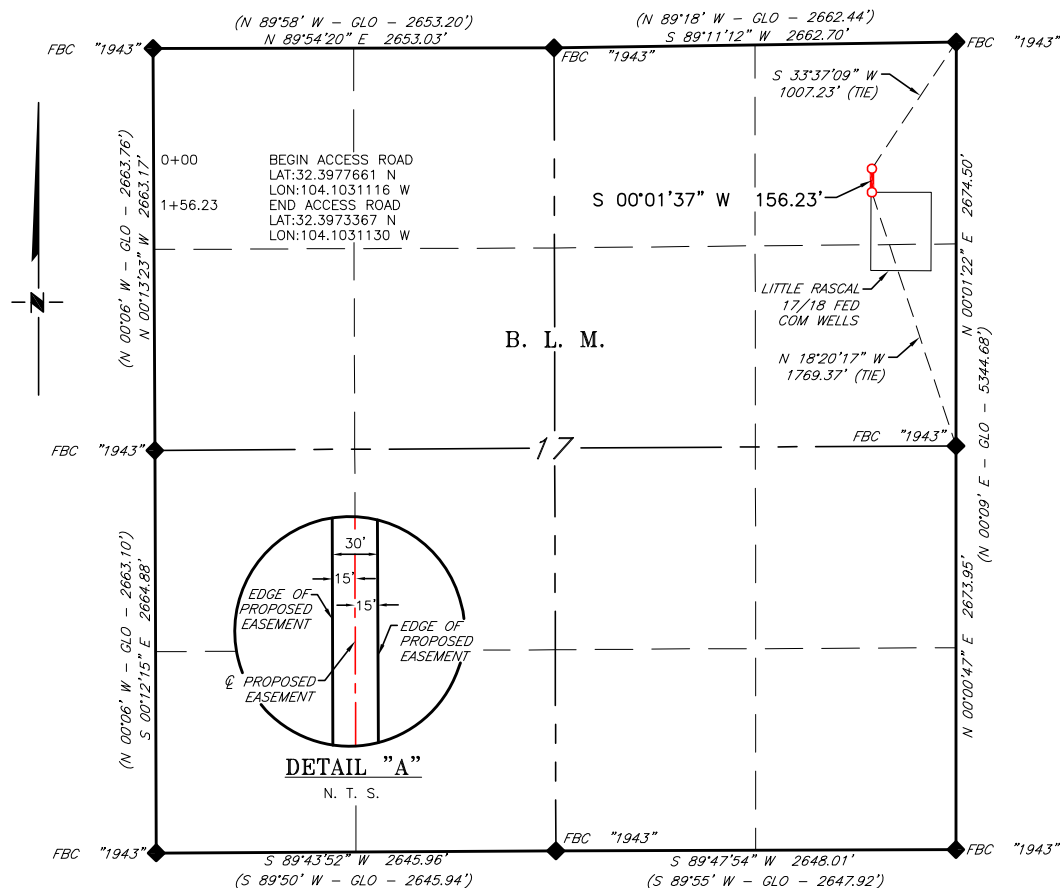 (N 89°58' W - GLO - 2653.20')
N 89°54'20" E 2653.03'
(N 89°18' W - GLO - 2662.44')
S 89°11'12" W 2662.70'
FBC "1943"
FBC "1943"
FBC "1943"
S 33°37'09" W
1007.23' (TIE)
(N 00°06' W - GLO - 2663.76')
N 00°13'23" W 2663.17'
0+00 BEGIN ACCESS ROAD
LAT:32.3977661 N
LON:104.1031116 W
1+56.23 END ACCESS ROAD
LAT:32.3973367 N
LON:104.1031130 W
S 00°01'37" W 156.23'
N 00°01'22" E 2674.50'
N
LITTLE RASCAL
17/18 FED
COM WELLS
B. L. M.
N 18°20'17" W
1769.37' (TIE)
(N 00°09' E - GLO - 5344.68')
FBC "1943"
17
FBC "1943"
(N 00°06' W - GLO - 2663.10')
S 00°12'15" E 2664.88'
30'
15'
15'
EDGE OF
PROPOSED
EASEMENT
EDGE OF
PROPOSED
EASEMENT
℄ PROPOSED
EASEMENT
N 00°00'47" E 2673.95'
DETAIL "A"
N. T. S.
FBC "1943"
FBC "1943"
FBC "1943"
S 89°43'52" W 2645.96'
(S 89°50' W - GLO - 2645.94')
S 89°47'54" W 2648.01'
(S 89°55' W - GLO - 2647.92')